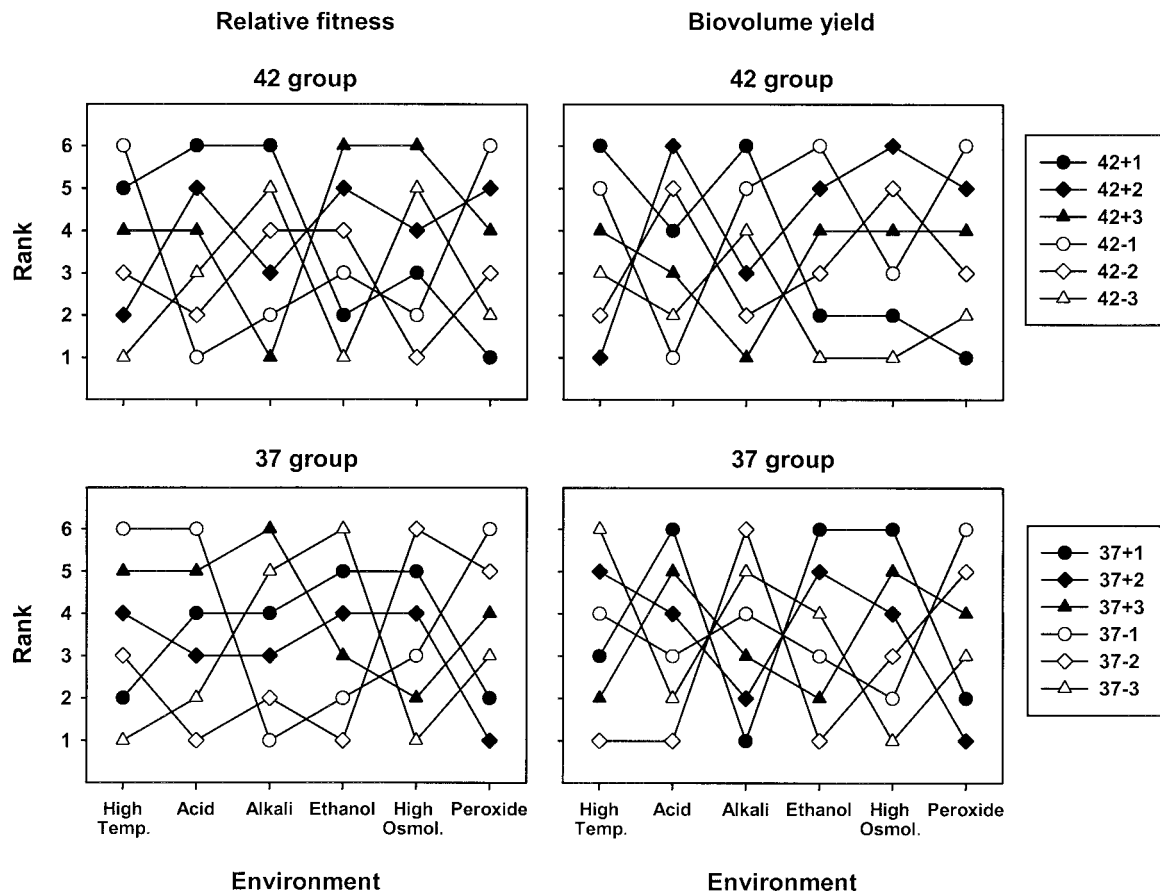 Relative fitness
Biovolume yield
42 group
42 group
Rank
6
5
4
3
2
1
42+1
42+2
42+3
42-1
42-2
42-3
37 group
37 group
Rank
6
5
4
3
2
1
37+1
37+2
37+3
37-1
37-2
37-3
High Acid Alkali Ethanol High Peroxide
Temp. Osmol.
High Acid Alkali Ethanol High Peroxide
Temp. Osmol.
Environment
Environment